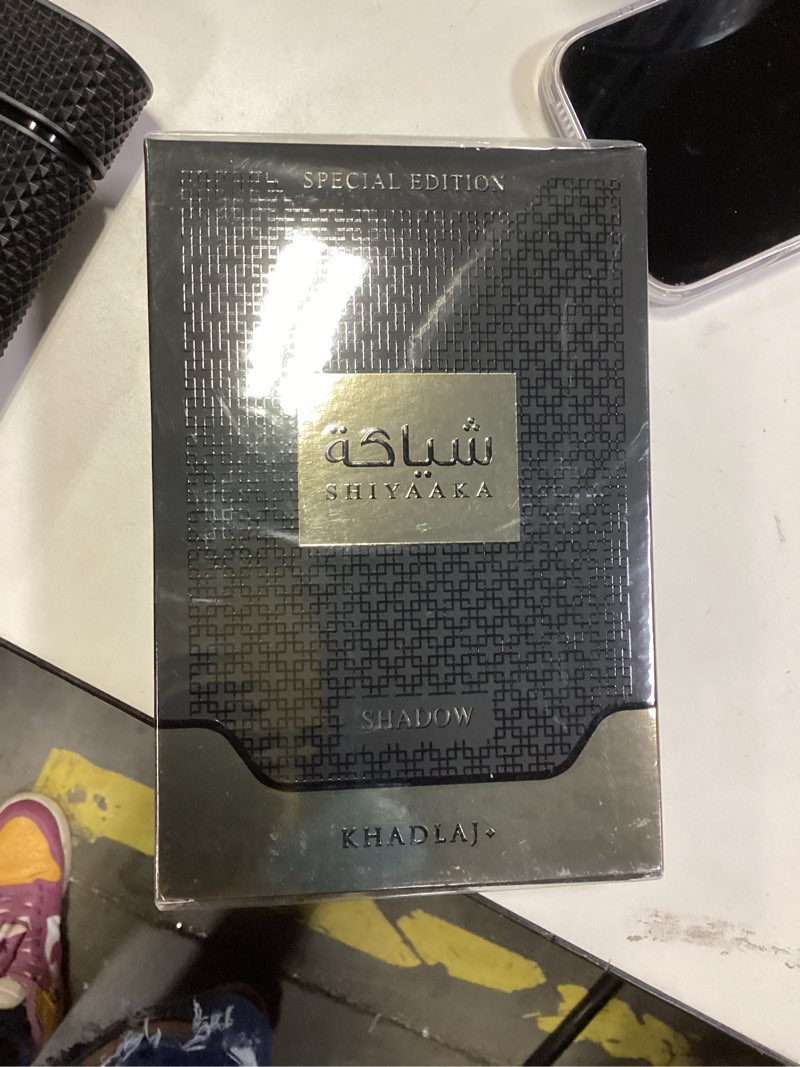 SPECIAL EDITION
شياكة
SHIYAAKA
SHADOW
KHADLAJ